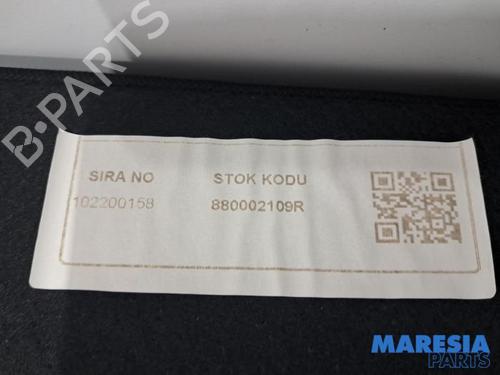 B-PARTS
SIRA NO STOK KODU
102200158 880002109R
MARESIA
PARTS